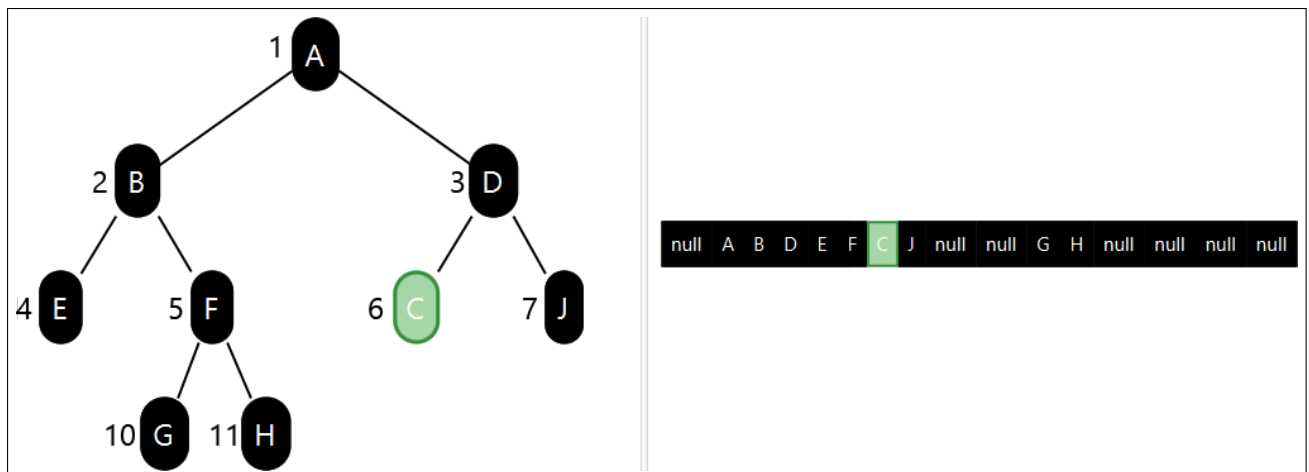 1 A
2 B 3 D
4 E 5 F 6 C 7 J
10 G 11 H
null A B D E F C J null null G H null null null null